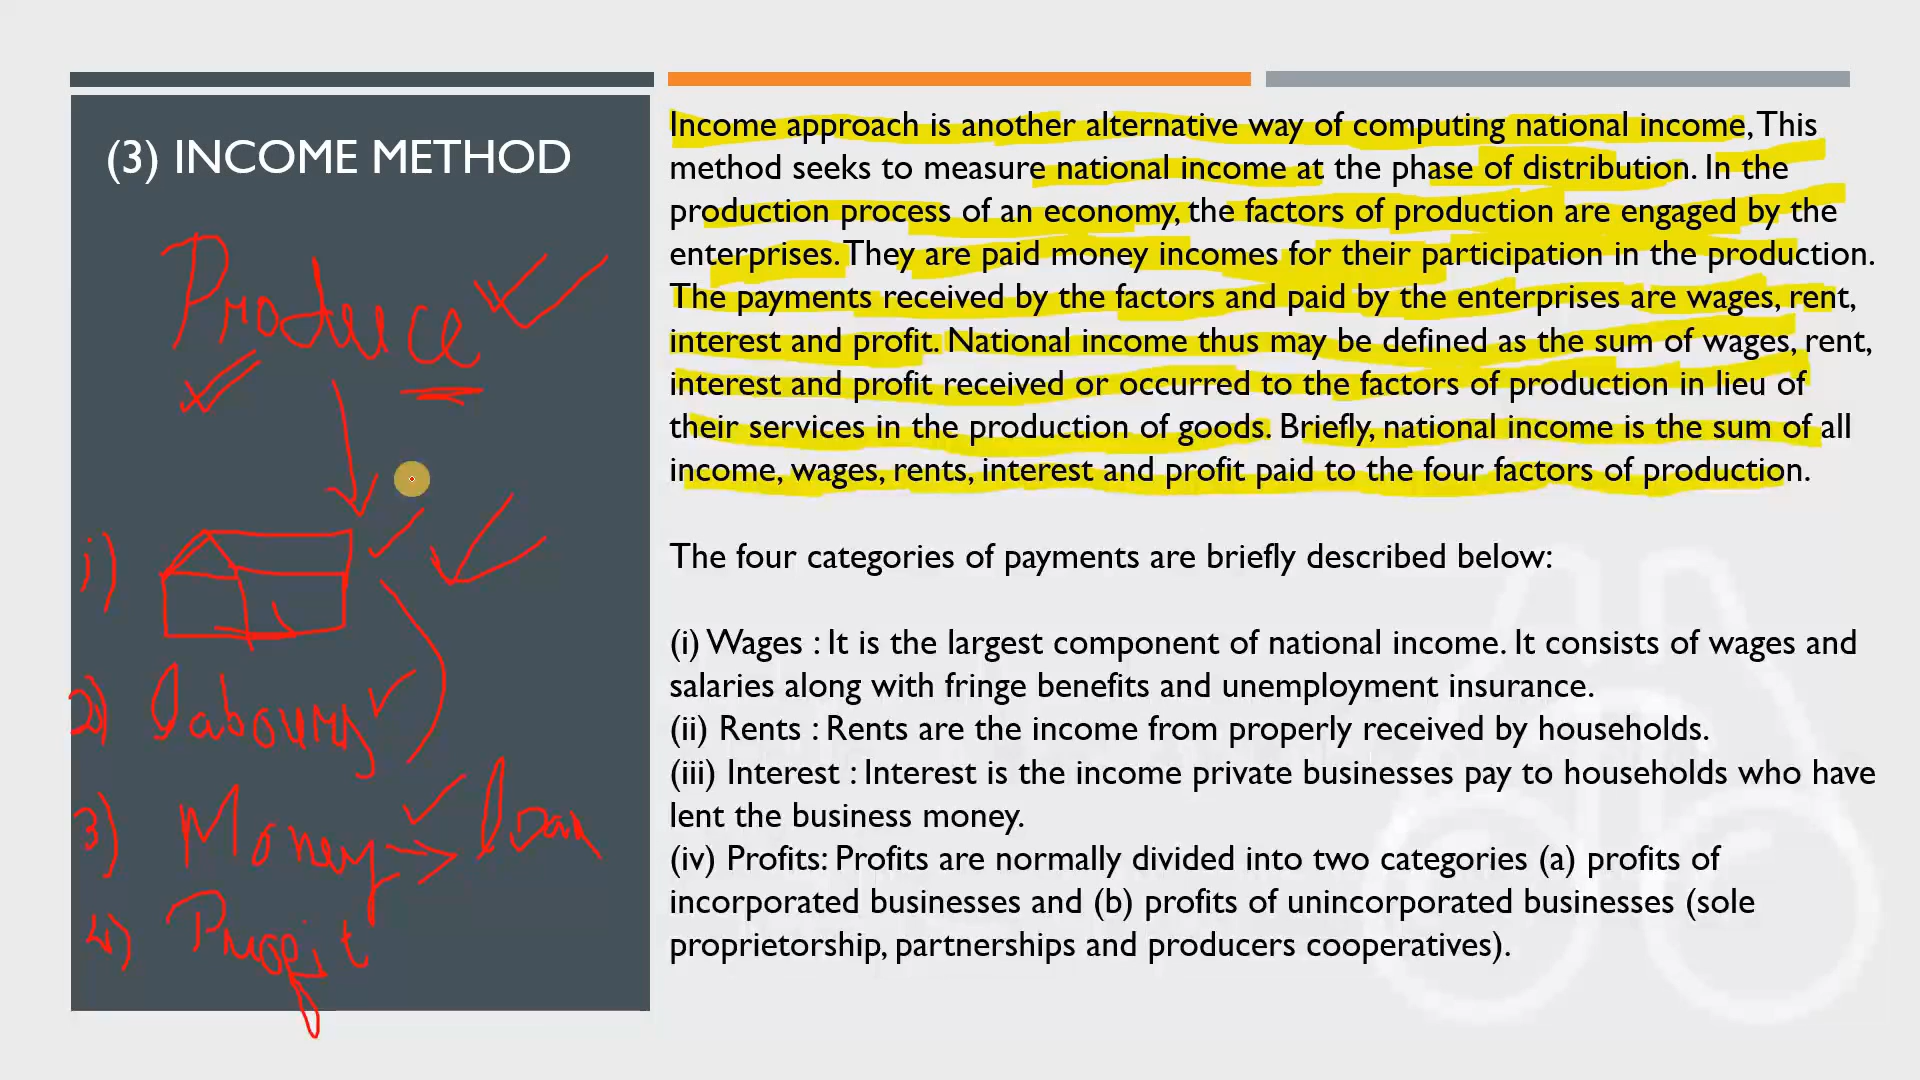 (3) INCOME METHOD
Produce
i)
2) labours
3) Money → loan
4) Profit
Income approach is another alternative way of computing national income, This
method seeks to measure national income at the phase of distribution. In the
production process of an economy, the factors of production are engaged by the
enterprises. They are paid money incomes for their participation in the production.
The payments received by the factors and paid by the enterprises are wages, rent,
interest and profit. National income thus may be defined as the sum of wages, rent,
interest and profit received or occurred to the factors of production in lieu of
their services in the production of goods. Briefly, national income is the sum of all
income, wages, rents, interest and profit paid to the four factors of production.
The four categories of payments are briefly described below:
(i) Wages : It is the largest component of national income. It consists of wages and
salaries along with fringe benefits and unemployment insurance.
(ii) Rents : Rents are the income from properly received by households.
(iii) Interest : Interest is the income private businesses pay to households who have
lent the business money.
(iv) Profits: Profits are normally divided into two categories (a) profits of
incorporated businesses and (b) profits of unincorporated businesses (sole
proprietorship, partnerships and producers cooperatives).